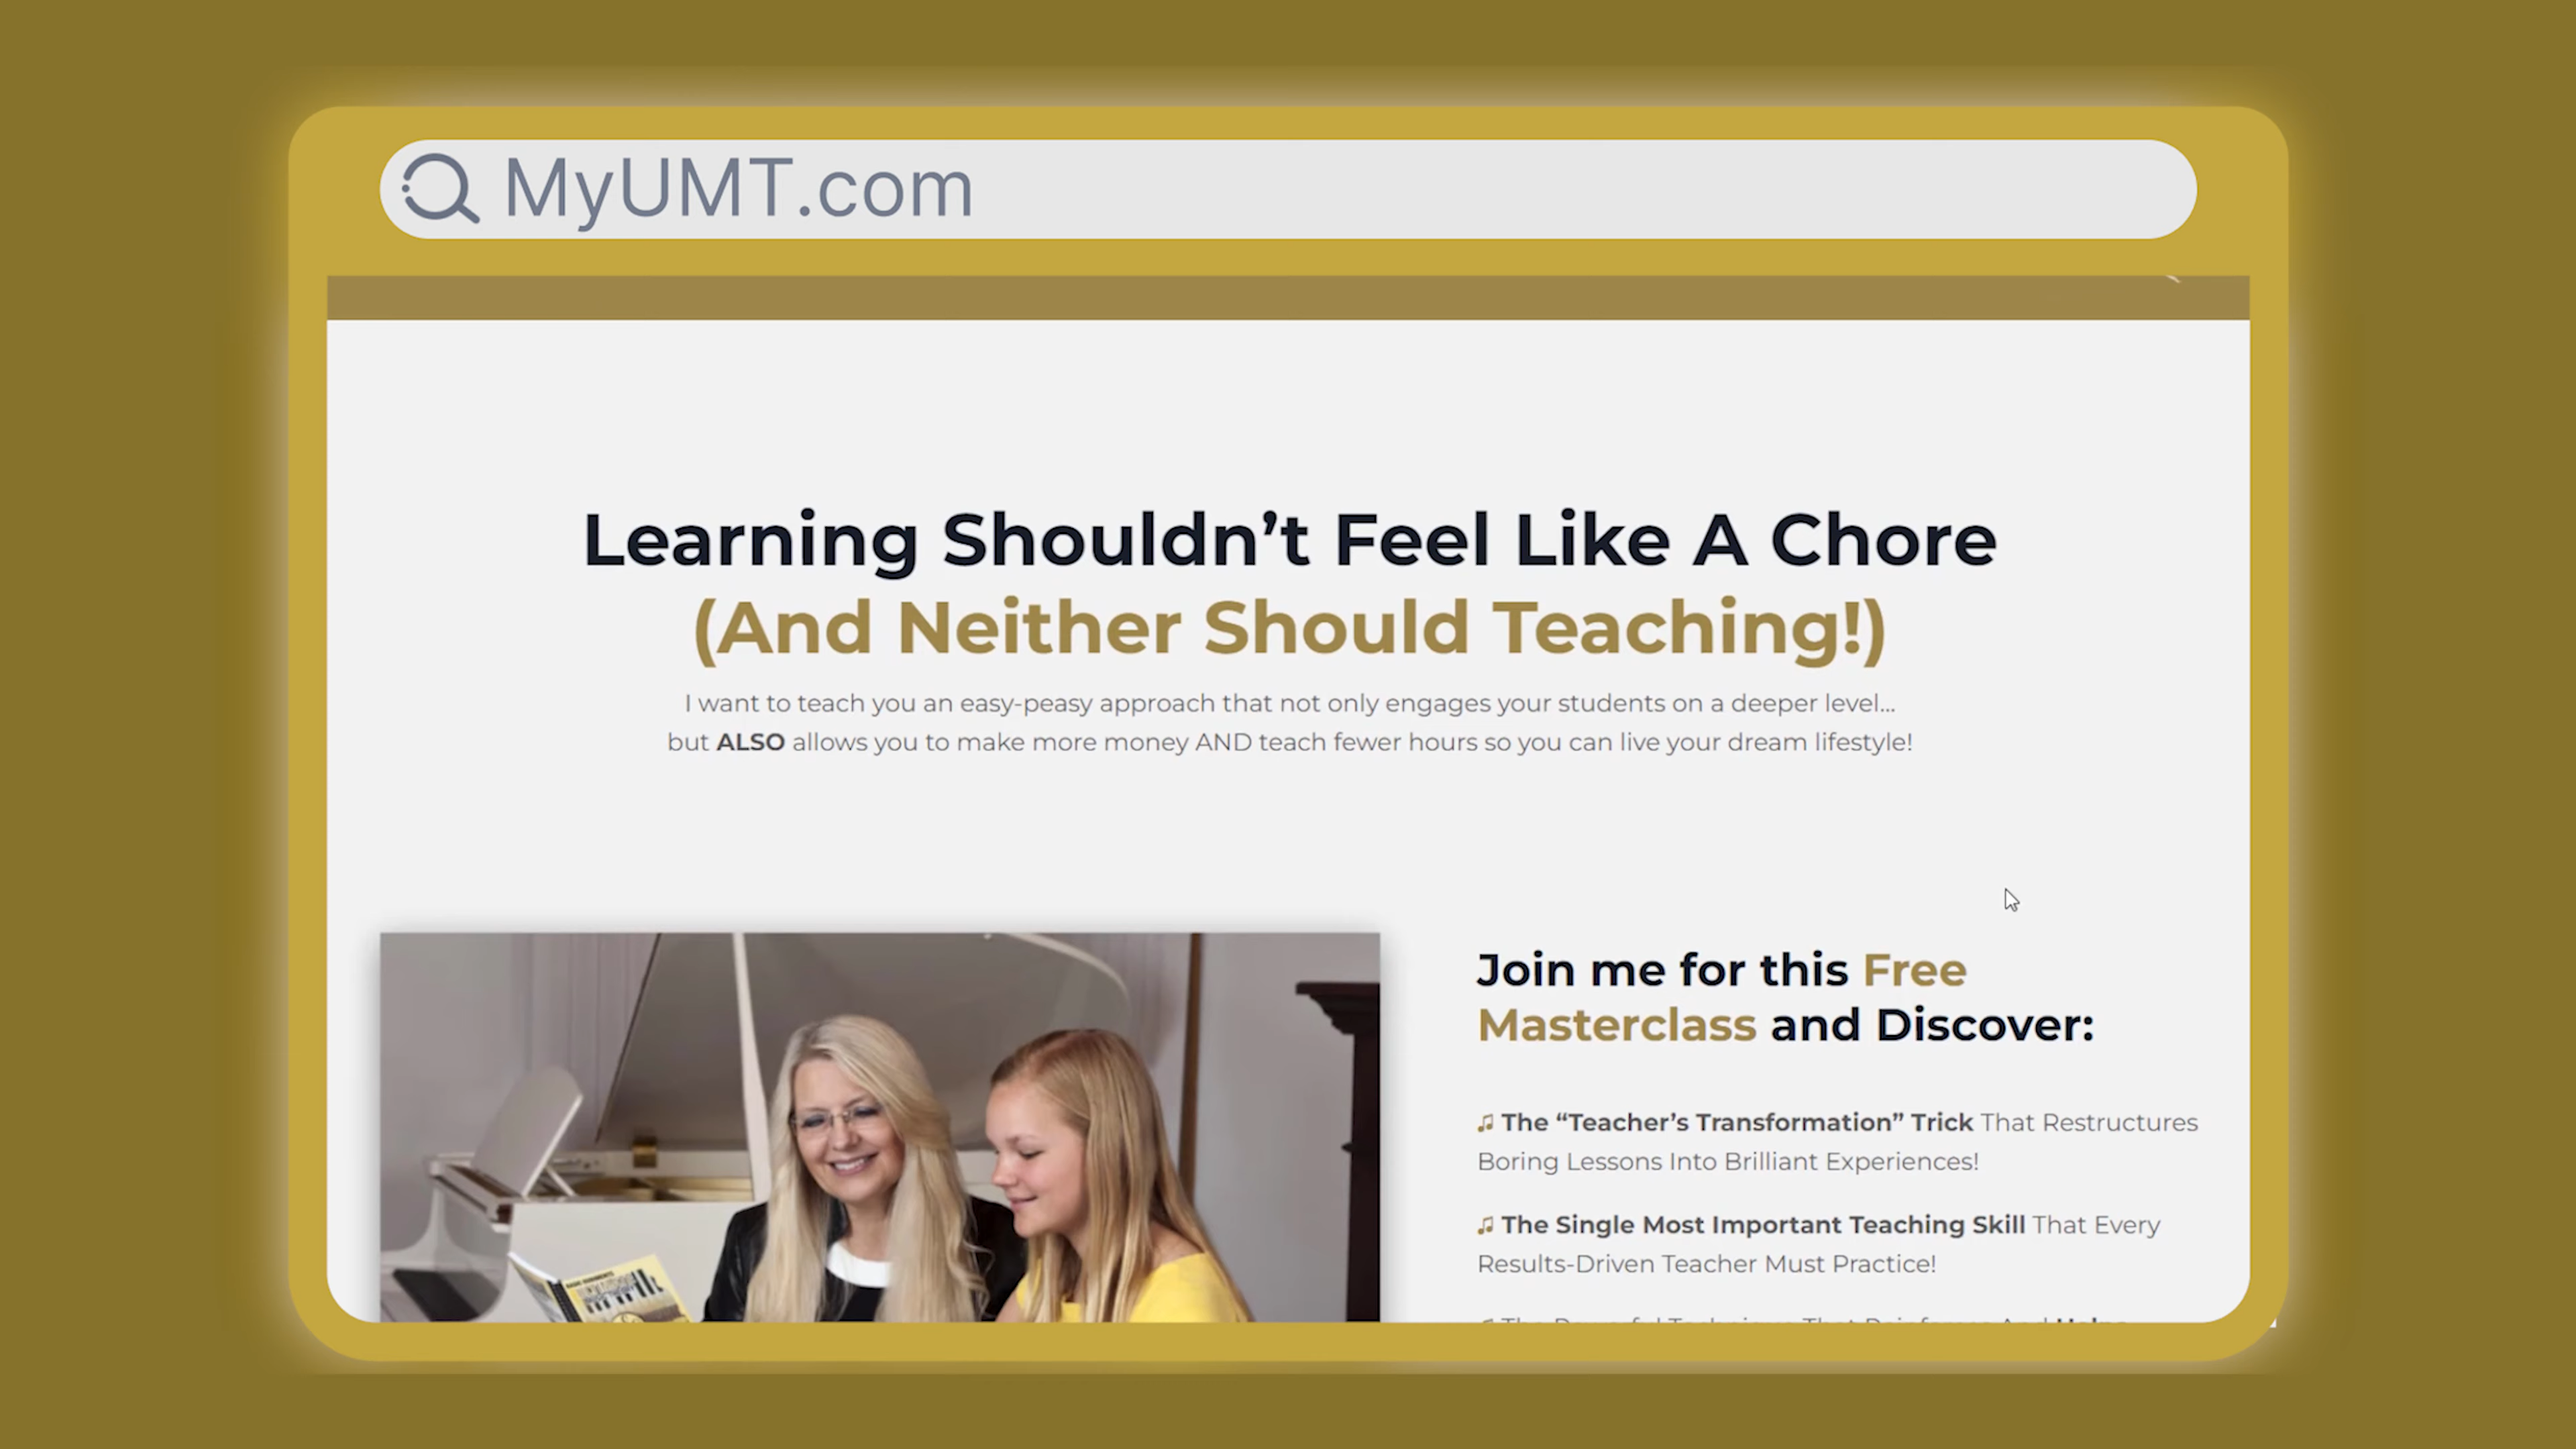 MyUMT.com
Learning Shouldn’t Feel Like A Chore
(And Neither Should Teaching!)
I want to teach you an easy-peasy approach that not only engages your students on a deeper level...
but ALSO allows you to make more money AND teach fewer hours so you can live your dream lifestyle!
Join me for this Free
Masterclass and Discover:
The “Teacher’s Transformation” Trick That Restructures
Boring Lessons Into Brilliant Experiences!
The Single Most Important Teaching Skill That Every
Results-Driven Teacher Must Practice!